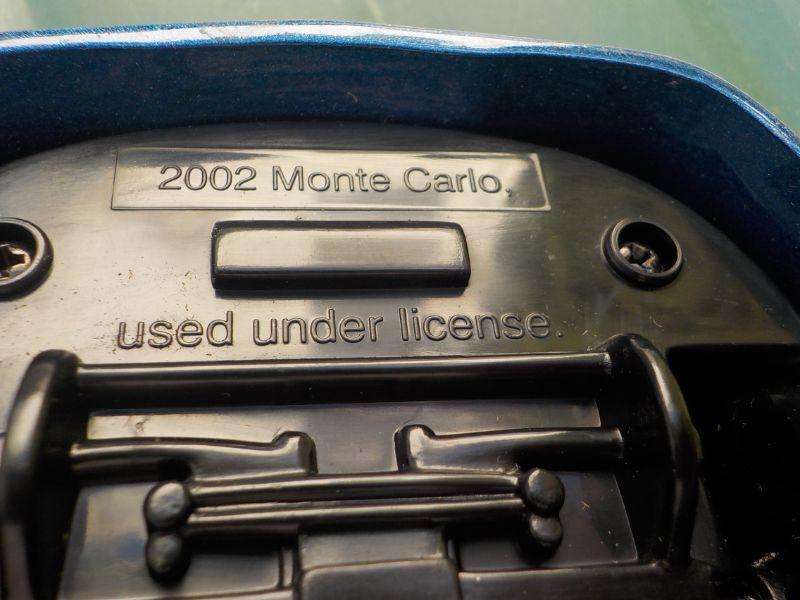 2002 Monte Carlo,
used under license.